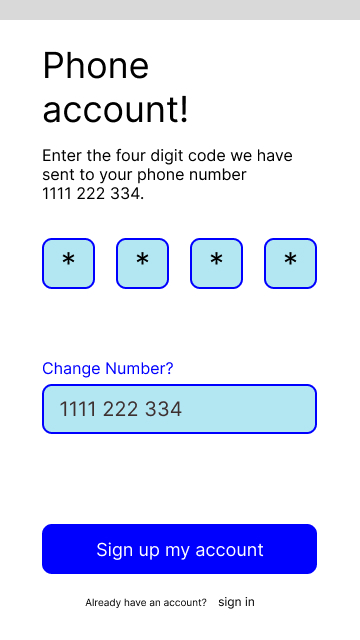 Phone
account!
Enter the four digit code we have
sent to your phone number
1111 222 334.
* * * *
Change Number?
1111 222 334
Sign up my account
Already have an account? sign in